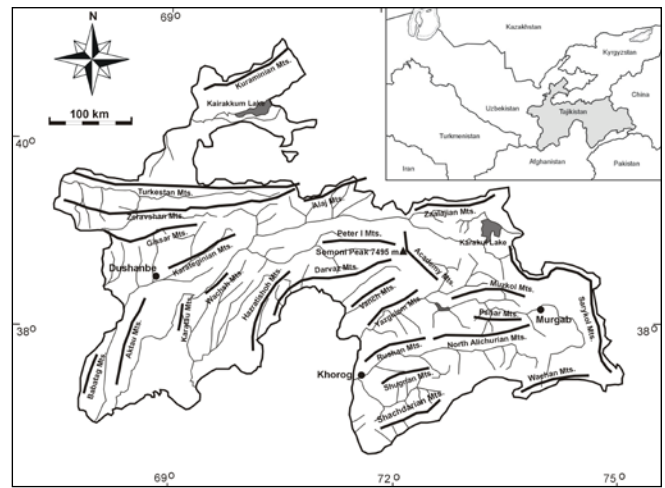 69°
N
100 km
40°
38°
Kuraminian Mts.
Kairakkum Lake
Kazakhstan
Kyrgyzstan
China
Uzbekistan
Tajikistan
Turkmenistan
Iran
Afghanistan
Pakistan
Turkestan Mts.
Zeravshan Mts.
Alaj Mts.
Zaalajian Mts.
Gissar Mts.
Peter I Mts.
Karakul Lake
Karateginian Mts.
Semoni Peak 7495 m
Academy Mts.
Dushanbe
Darvaz Mts.
Vakhsh Mts.
Hazratishoh Mts.
Vanch Mts.
Muzkol Mts.
Sarykol Mts.
Yazgulem Mts.
Pshar Mts.
Murgab
38°
Karatau Mts.
Aktau Mts.
North Alichurian Mts.
Rushan Mts.
Babatag Mts.
Khorog
Shugnan Mts.
Wachan Mts.
Shachdarian Mts.
69°
72°
75°